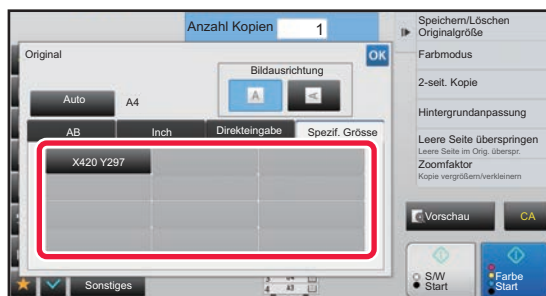 Anzahl Kopien 1
Original
OK
Bildausrichtung
A A
Auto A4
AB Inch Direkteingabe Spezif. Grösse
X420 Y297
Speichern/Löschen
Originalgröße
Farbmodus
2-seit. Kopie
Hintergrundanpassung
Leere Seite überspringen
Leere Seite im Orig. überspr.
Zoomfaktor
Kopie vergrößern/verkleinern
Vorschau CA
S/W
Start
Farbe
Start
Sonstiges
4 A3